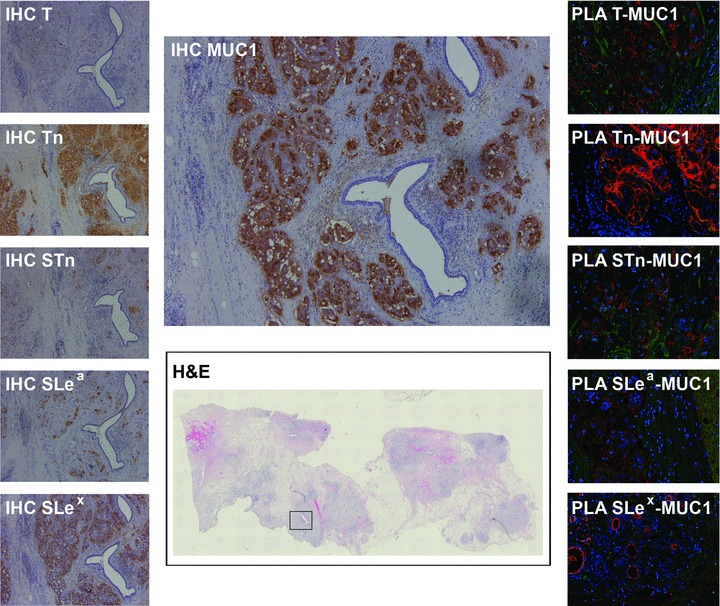 IHC T
IHC Tn
IHC STn
IHC SLeª
IHC SLeˣ
IHC MUC1
H&E
PLA T-MUC1
PLA Tn-MUC1
PLA STn-MUC1
PLA SLeª-MUC1
PLA SLeˣ-MUC1